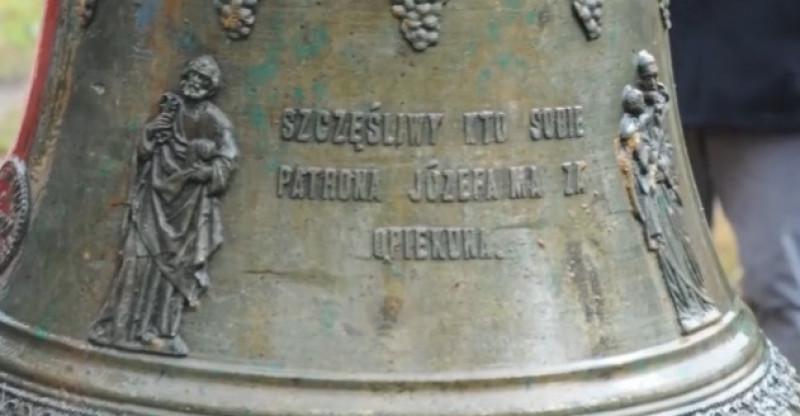 SZCZĘŚLIWY KTO SOBIE
PATRONA JÓZEFA MA ZA
OPIEKUNA.